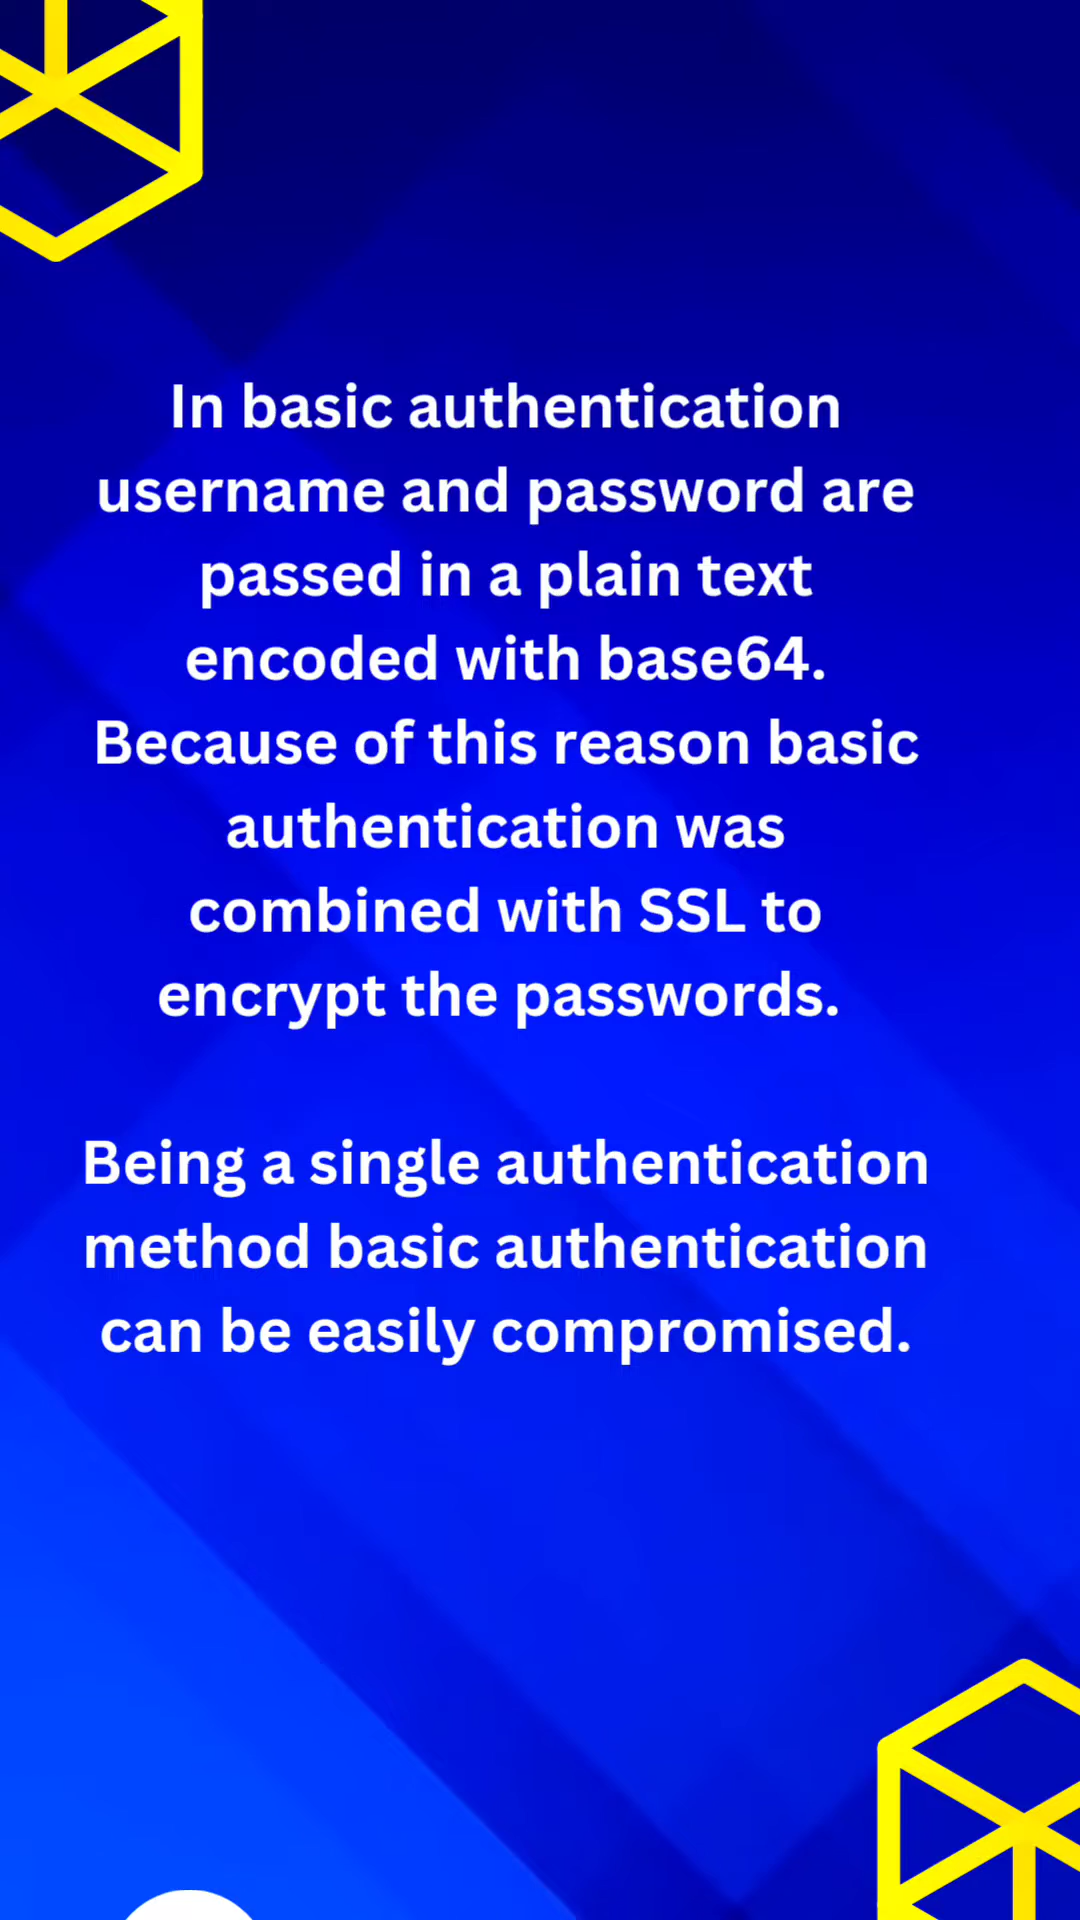 In basic authentication
username and password are
passed in a plain text
encoded with base64.
Because of this reason basic
authentication was
combined with SSL to
encrypt the passwords.
Being a single authentication
method basic authentication
can be easily compromised.